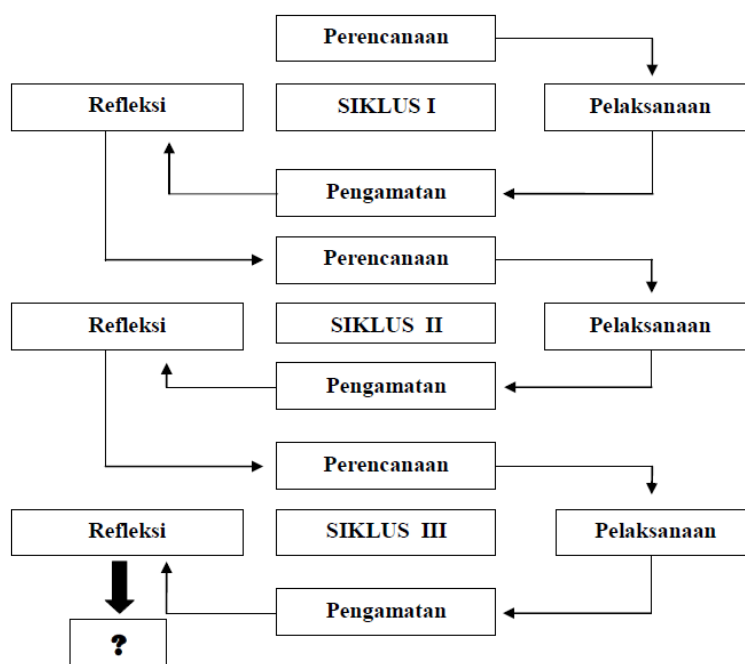 Perencanaan
Refleksi
SIKLUS I
Pelaksanaan
Pengamatan
Perencanaan
Refleksi
SIKLUS II
Pelaksanaan
Pengamatan
Perencanaan
Refleksi
SIKLUS III
Pelaksanaan
Pengamatan
?